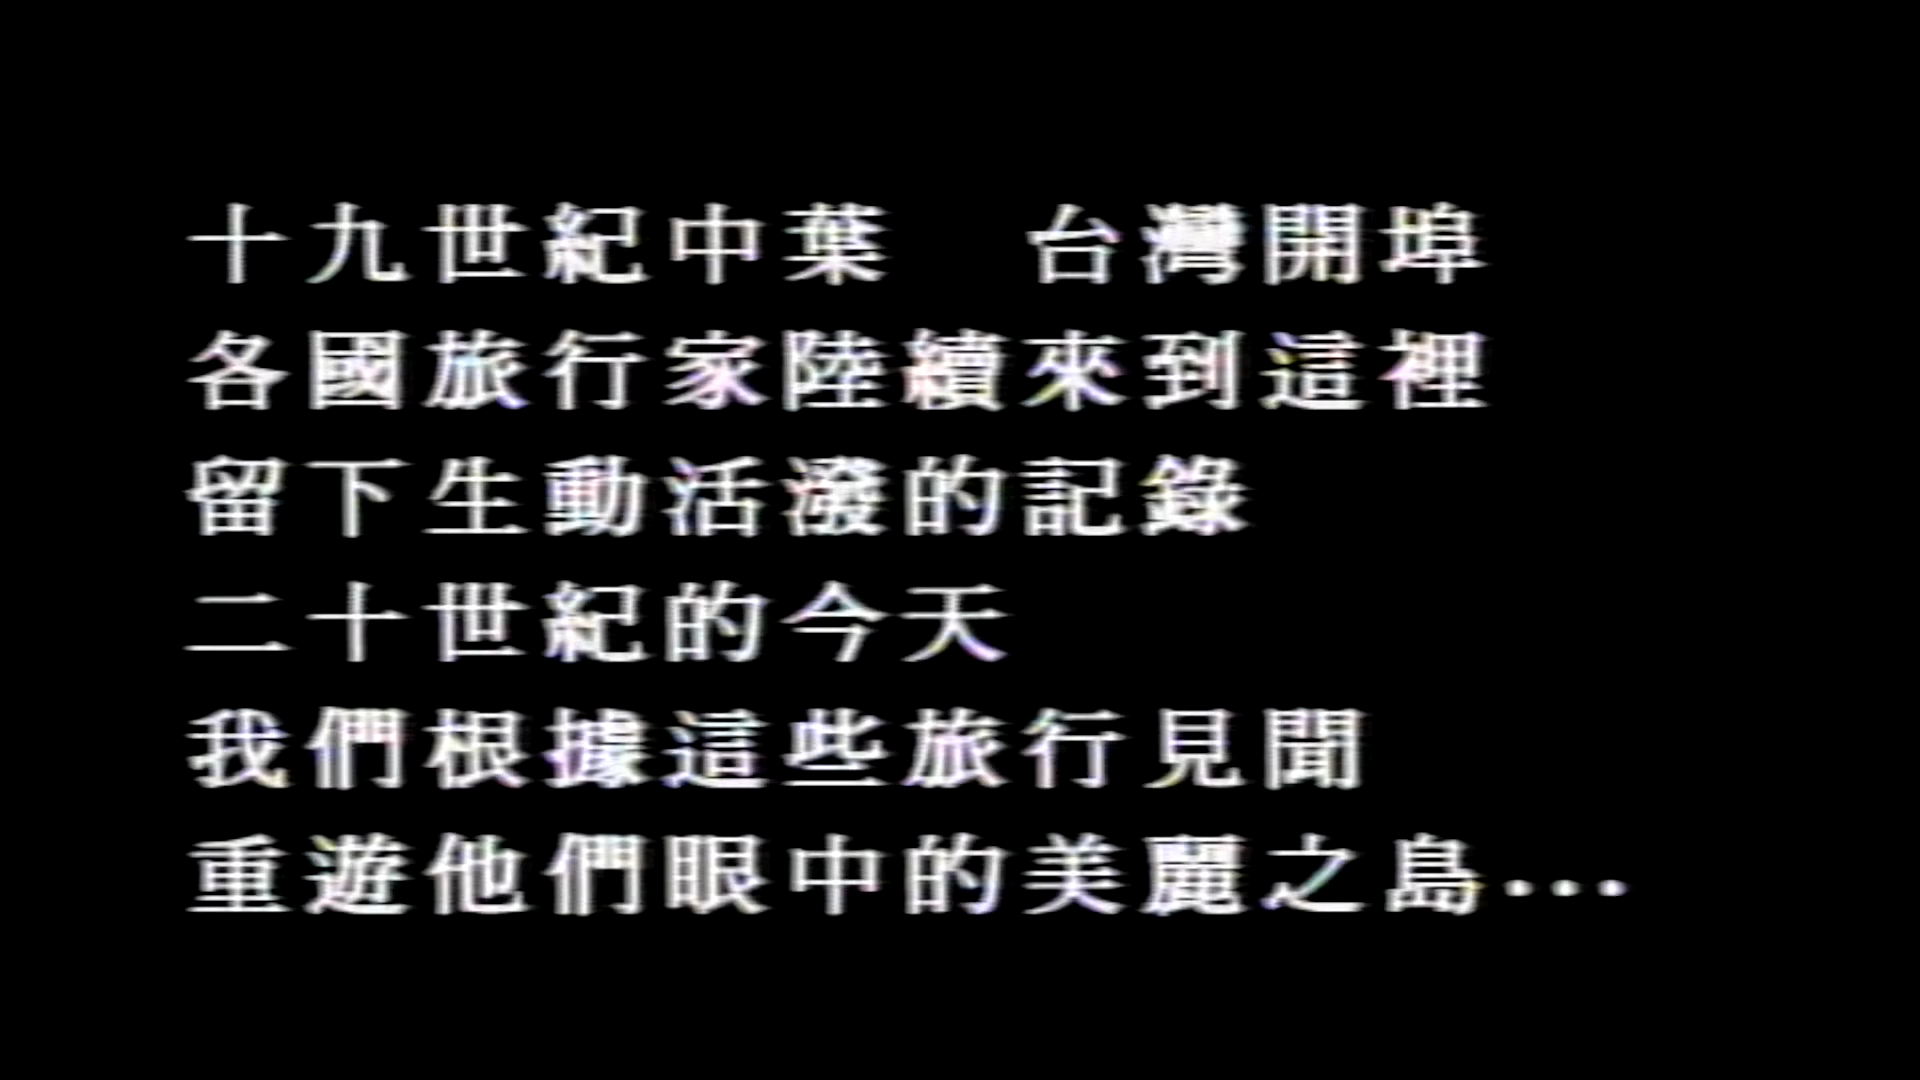 十九世紀中葉　台灣開埠
各國旅行家陸續來到這裡
留下生動活潑的記錄
二十世紀的今天
我們根據這些旅行見聞
重遊他們眼中的美麗之島···